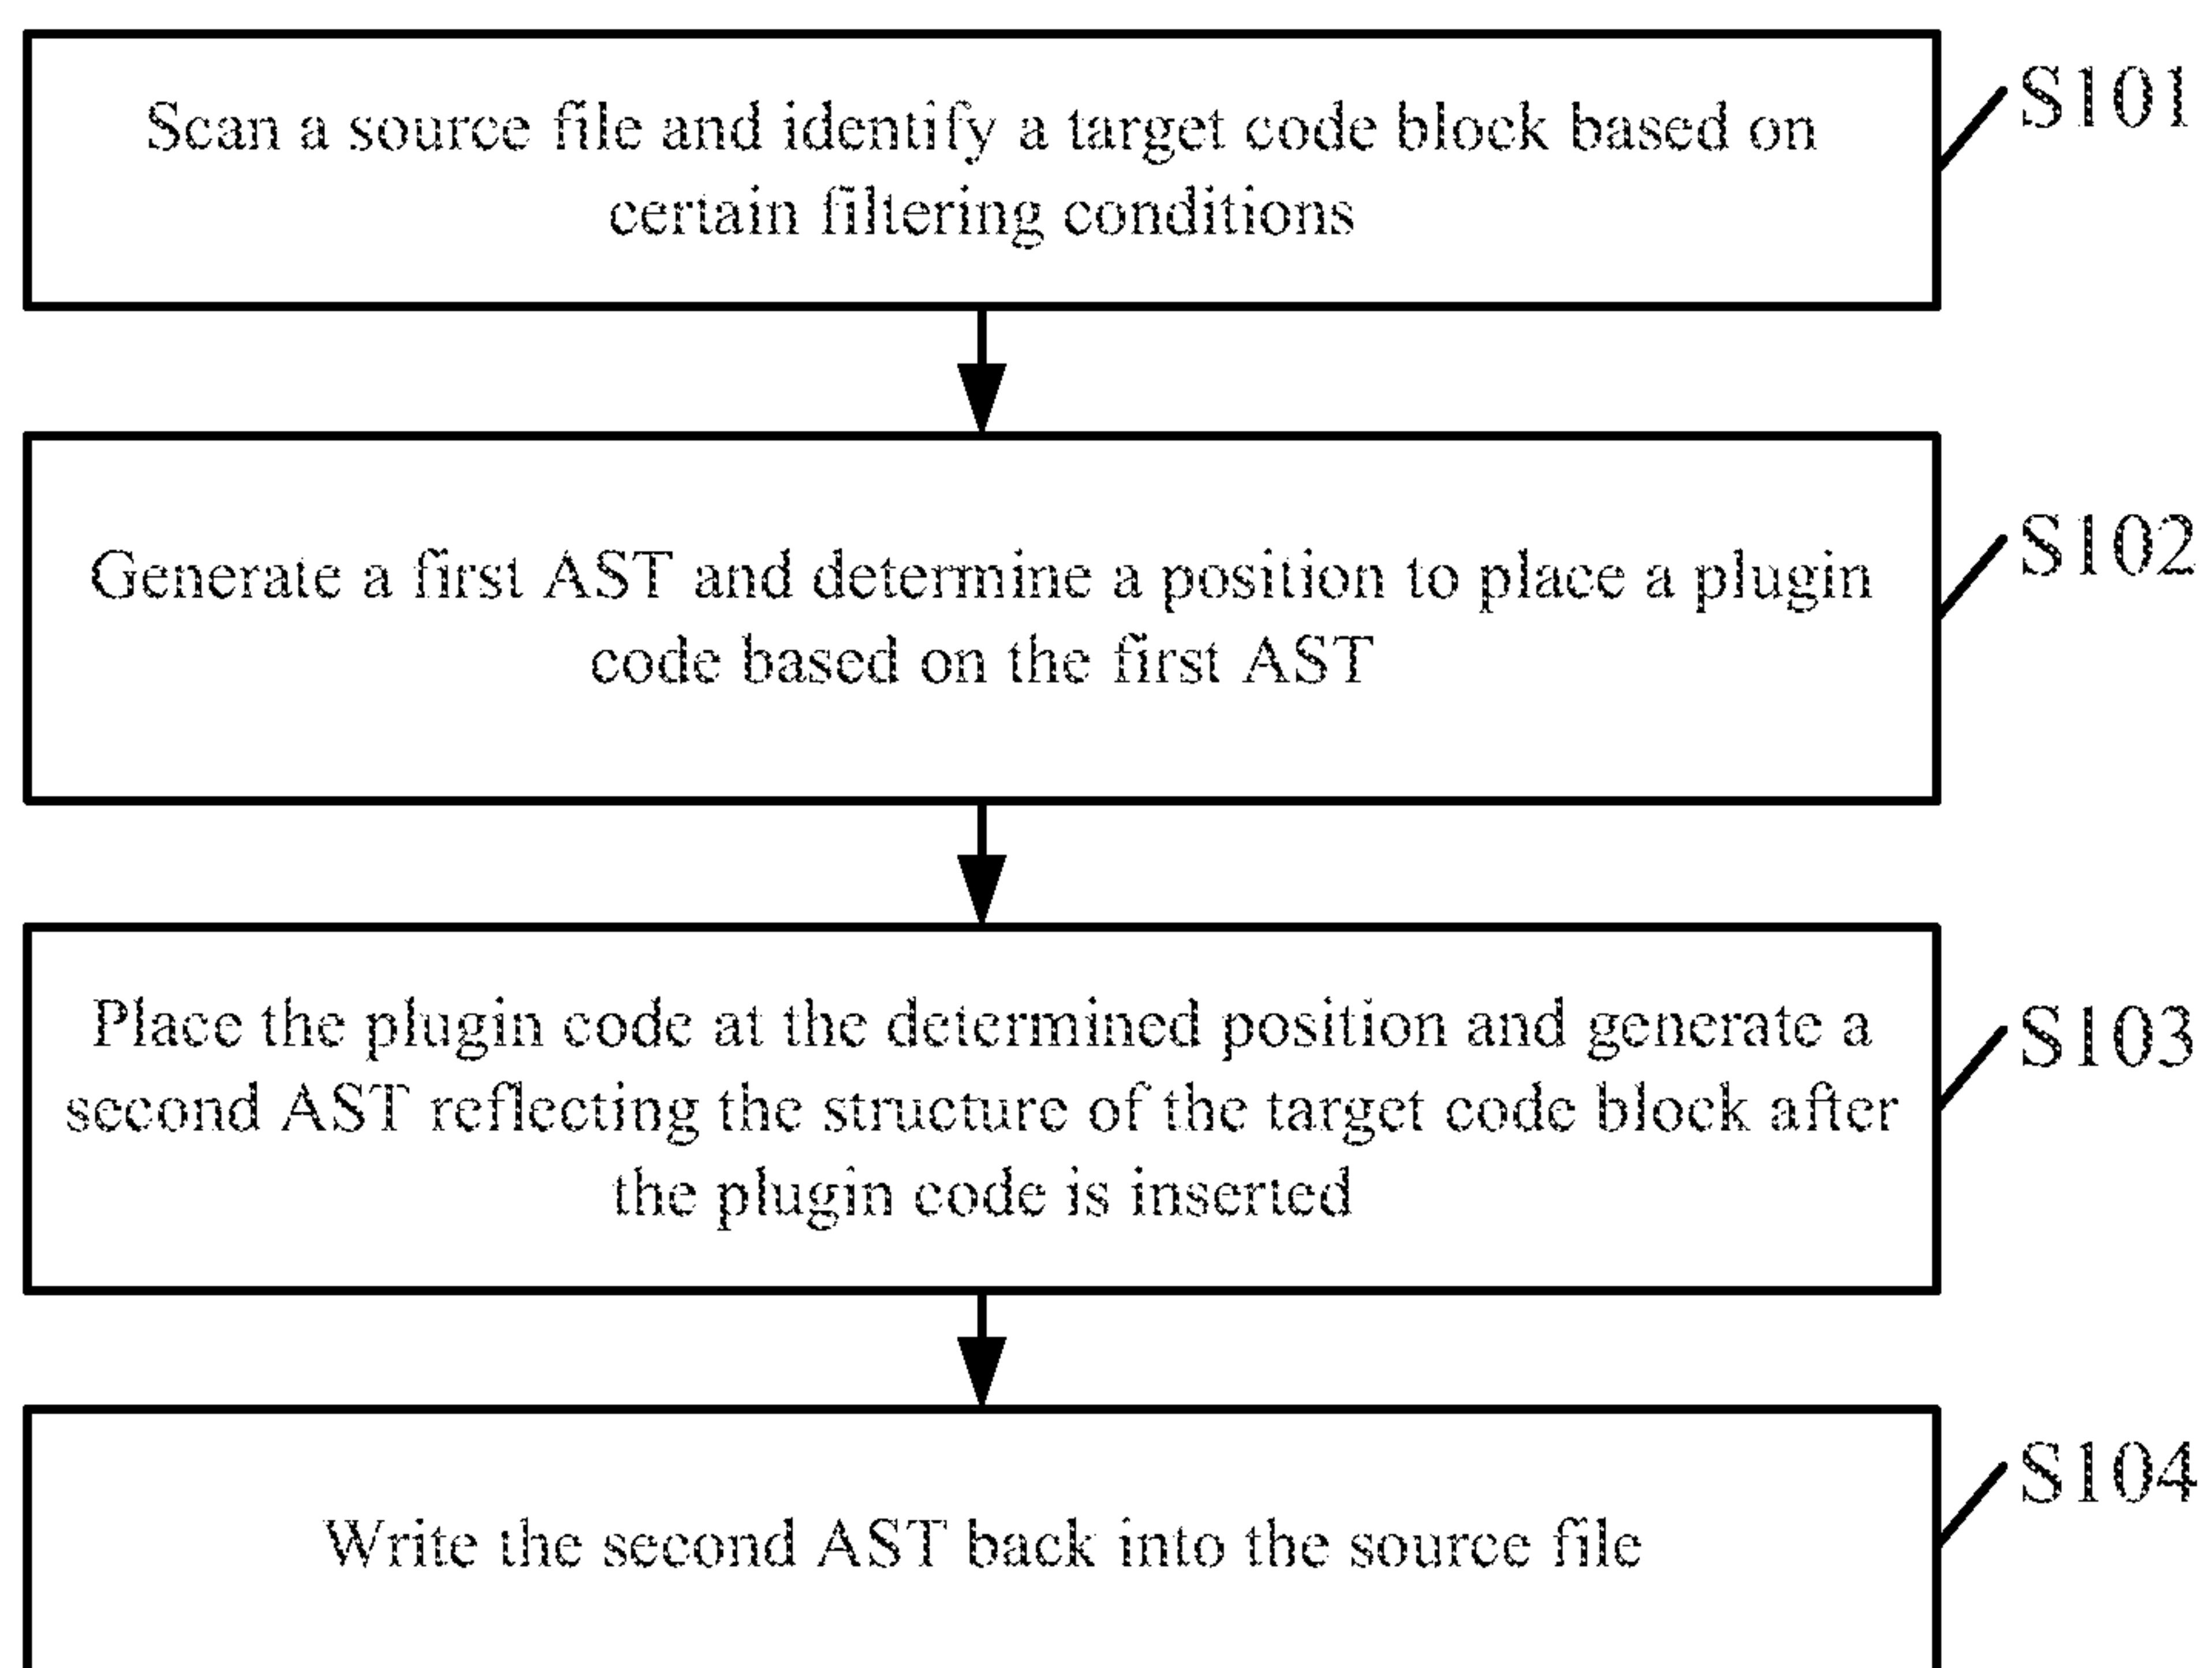 Scan a source file and identify a target code block based on
certain filtering conditions
S101
Generate a first AST and determine a position to place a plugin
code based on the first AST
S102
Place the plugin code at the determined position and generate a
second AST reflecting the structure of the target code block after
the plugin code is inserted
S103
Write the second AST back into the source file
S104